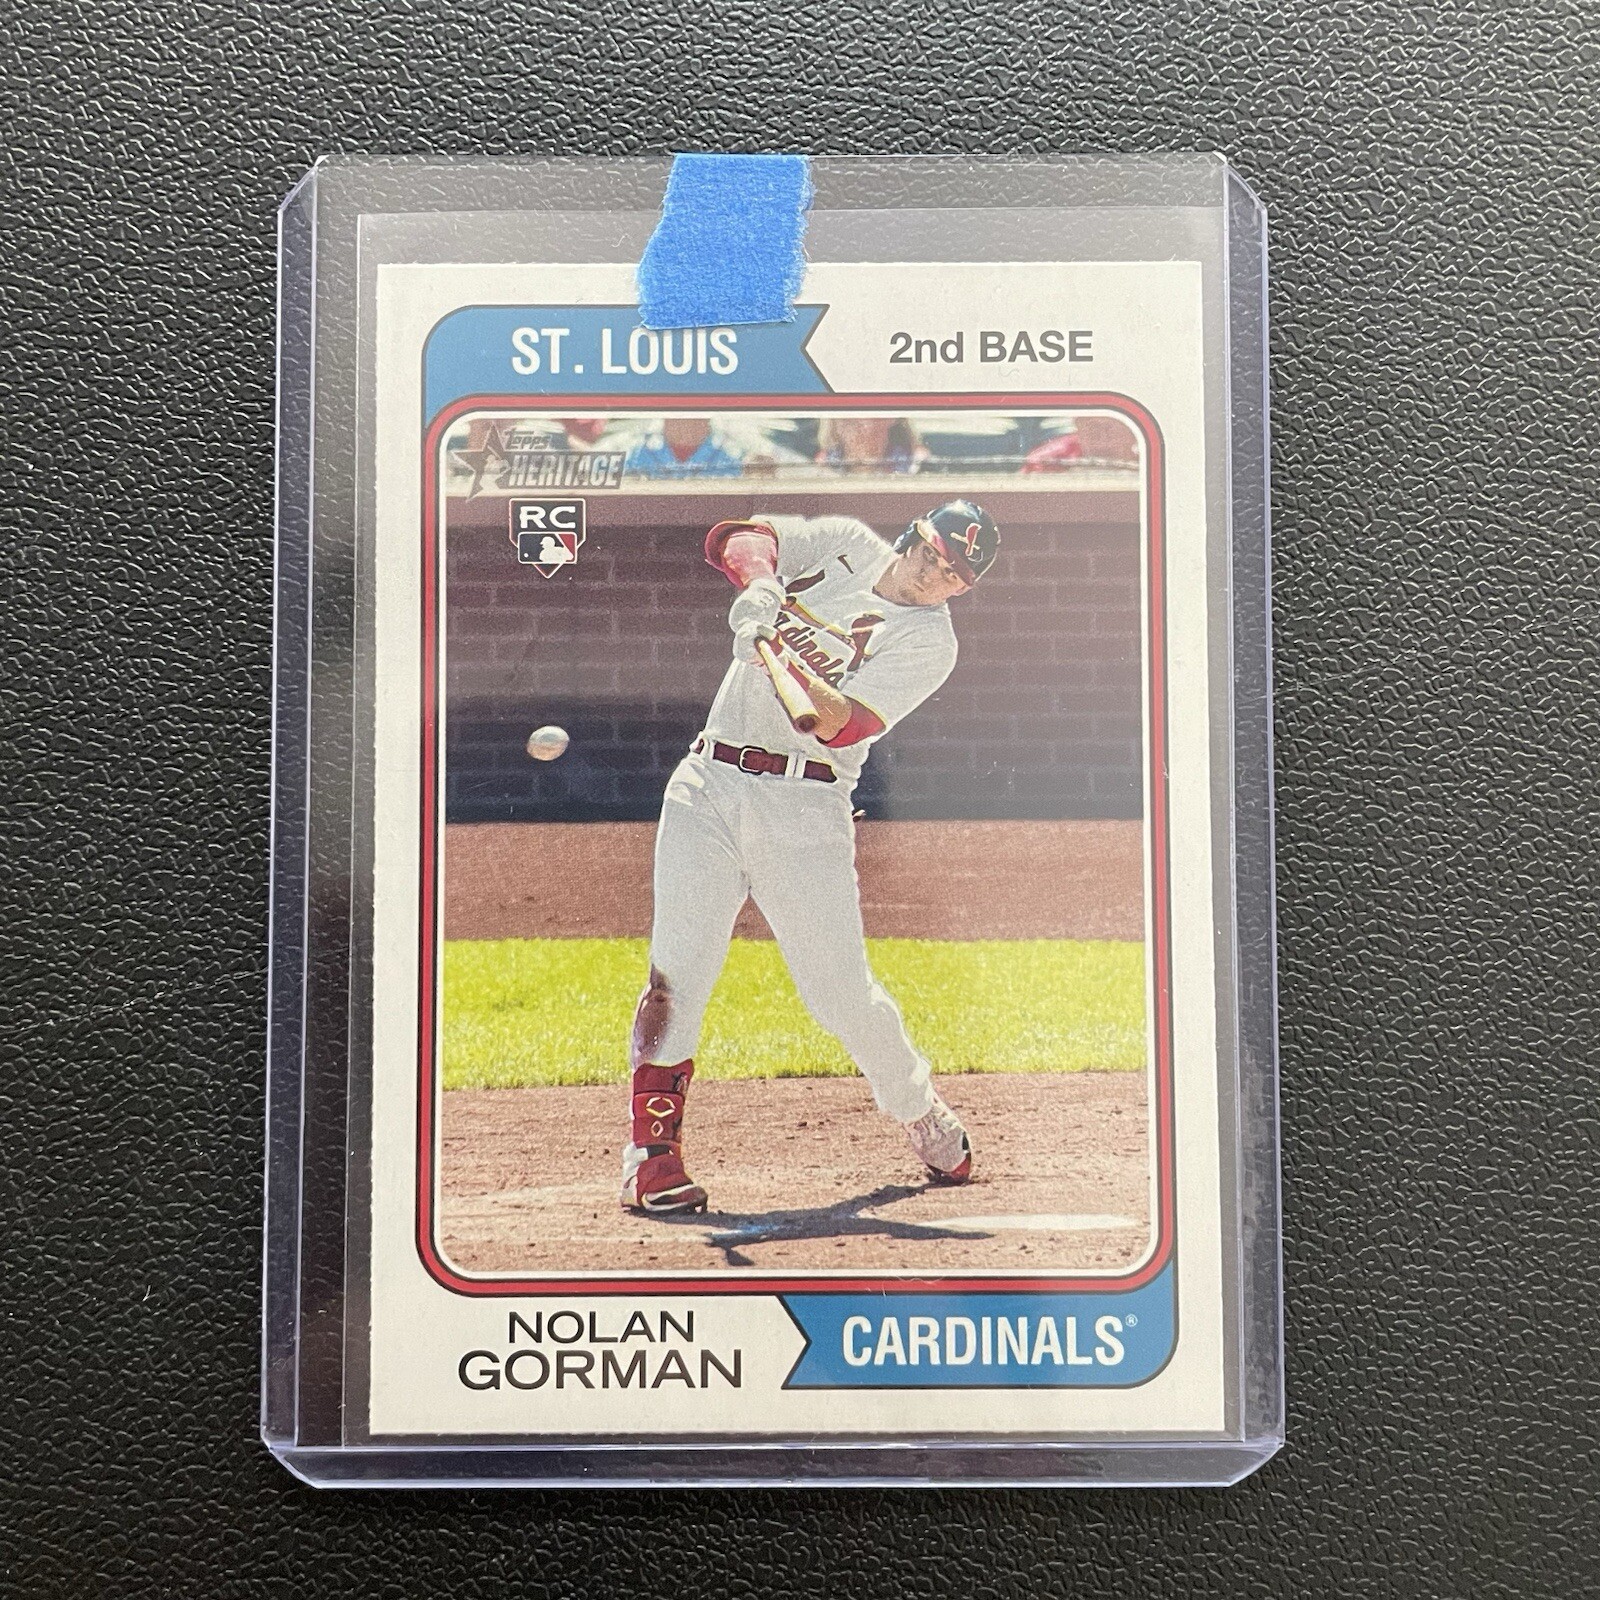 ST. LOUIS
2nd BASE
Topps
HERITAGE
RC
Cardinals
NOLAN
GORMAN
CARDINALS®